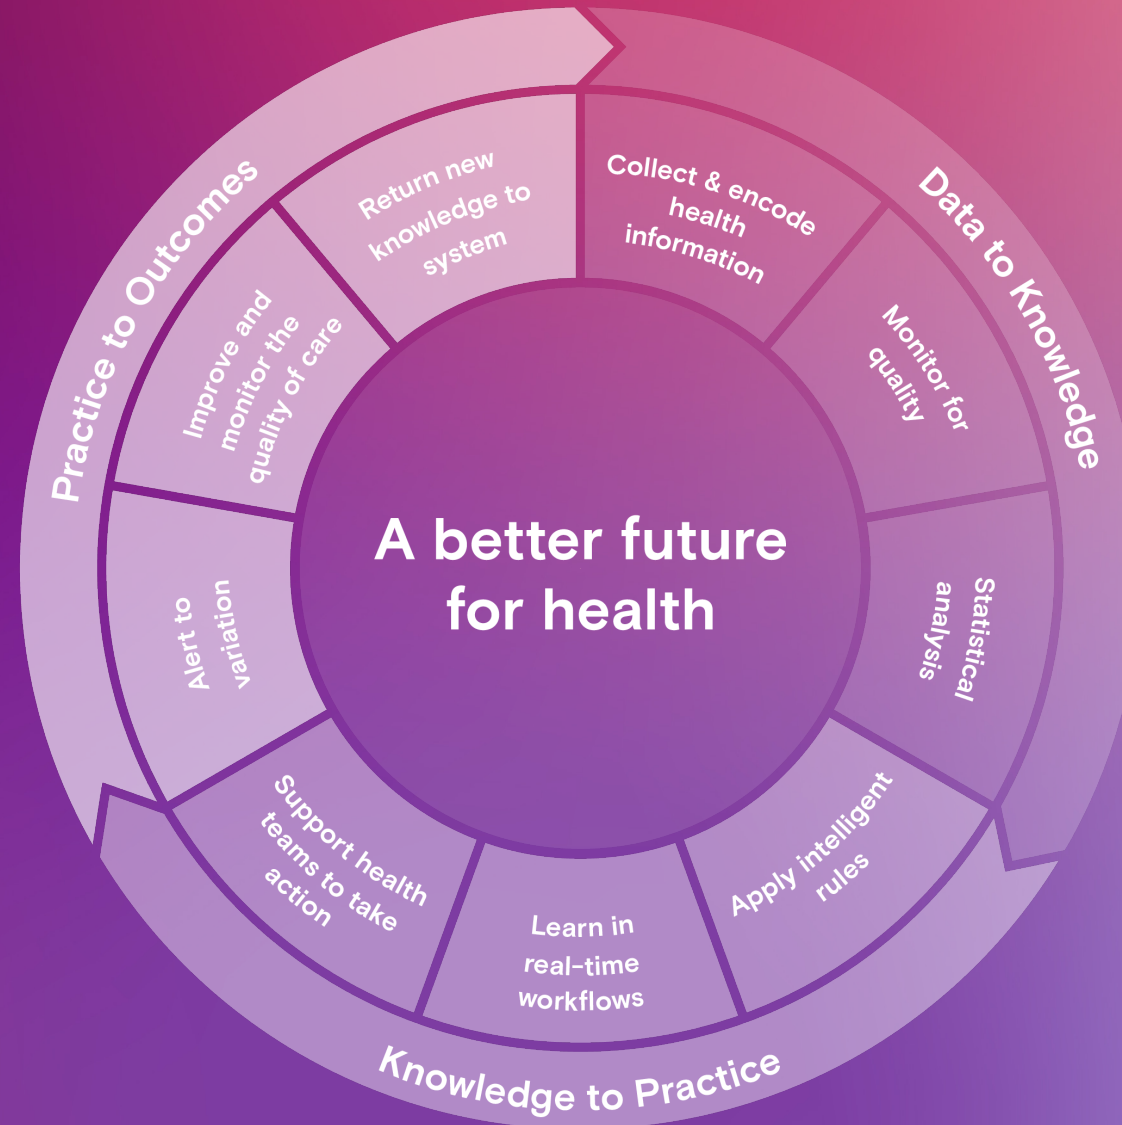 A better future
for health
Data to Knowledge
Collect & encode
health
information
Monitor for
quality
Statistical
analysis
Knowledge to Practice
Apply intelligent
rules
Learn in
real-time
workflows
Support health
teams to take
action
Practice to Outcomes
Alert to
variation
Improve and
monitor the
quality of care
Return new
knowledge to
system